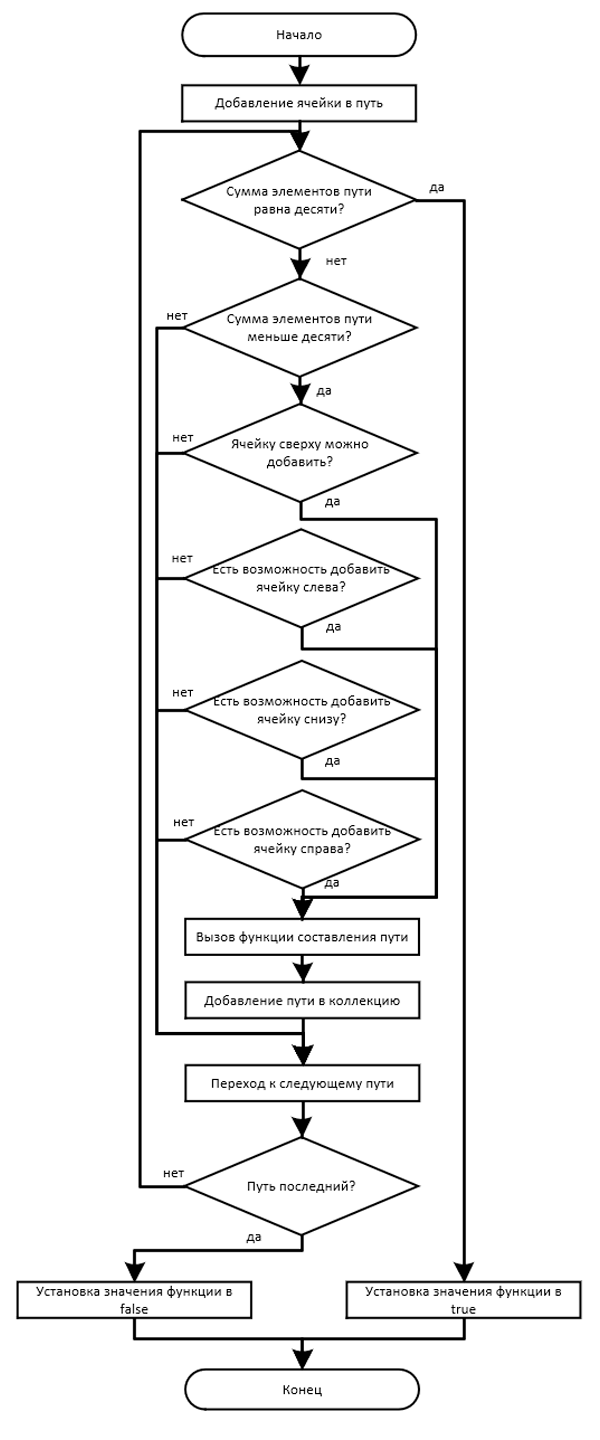 Начало
Добавление ячейки в путь
Сумма элементов пути
равна десяти?
да
нет
Сумма элементов пути
меньше десяти?
нет
да
Ячейку сверху можно
добавить?
нет
да
Есть возможность добавить
ячейку слева?
нет
да
Есть возможность добавить
ячейку снизу?
нет
да
Есть возможность добавить
ячейку справа?
нет
да
Вызов функции составления пути
Добавление пути в коллекцию
Переход к следующему пути
Путь последний?
нет
да
Установка значения функции в
false
Установка значения функции в
true
Конец